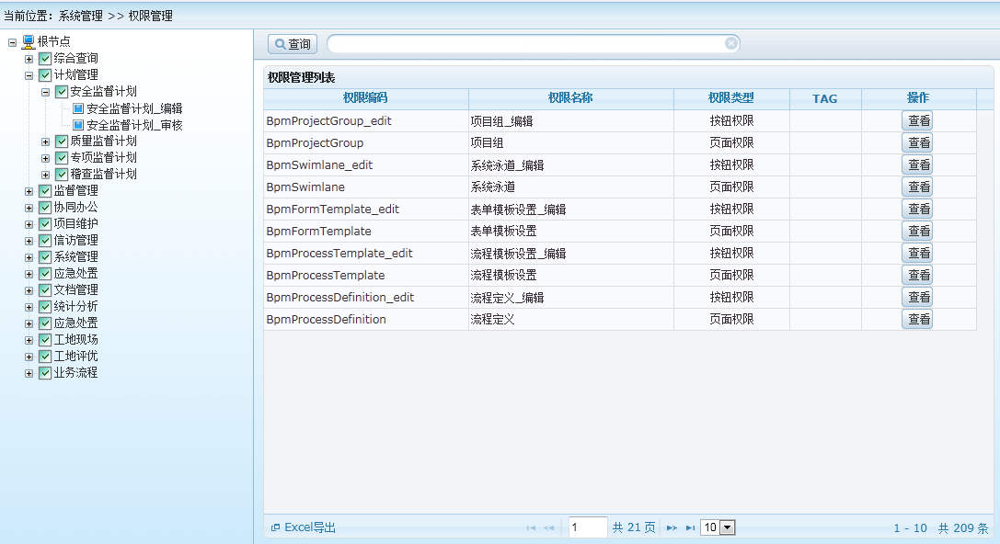 当前位置：系统管理 >> 权限管理
根节点
综合查询
计划管理
安全监督计划
安全监督计划_编辑
安全监督计划_审核
质量监督计划
专项监督计划
稽查监督计划
监督管理
协同办公
项目维护
信访管理
系统管理
应急处置
文档管理
统计分析
应急处置
工地现场
工地评优
业务流程
查询
权限管理列表
权限编码 权限名称 权限类型 TAG 操作
BpmProjectGroup_edit 项目组_编辑 按钮权限 查看
BpmProjectGroup 项目组 页面权限 查看
BpmSwimlane_edit 系统泳道_编辑 按钮权限 查看
BpmSwimlane 系统泳道 页面权限 查看
BpmFormTemplate_edit 表单模板设置_编辑 按钮权限 查看
BpmFormTemplate 表单模板设置 页面权限 查看
BpmProcessTemplate_edit 流程模板设置_编辑 按钮权限 查看
BpmProcessTemplate 流程模板设置 页面权限 查看
BpmProcessDefinition_edit 流程定义_编辑 按钮权限 查看
BpmProcessDefinition 流程定义 页面权限 查看
Excel导出 1 共 21 页 10 1 - 10 共 209 条